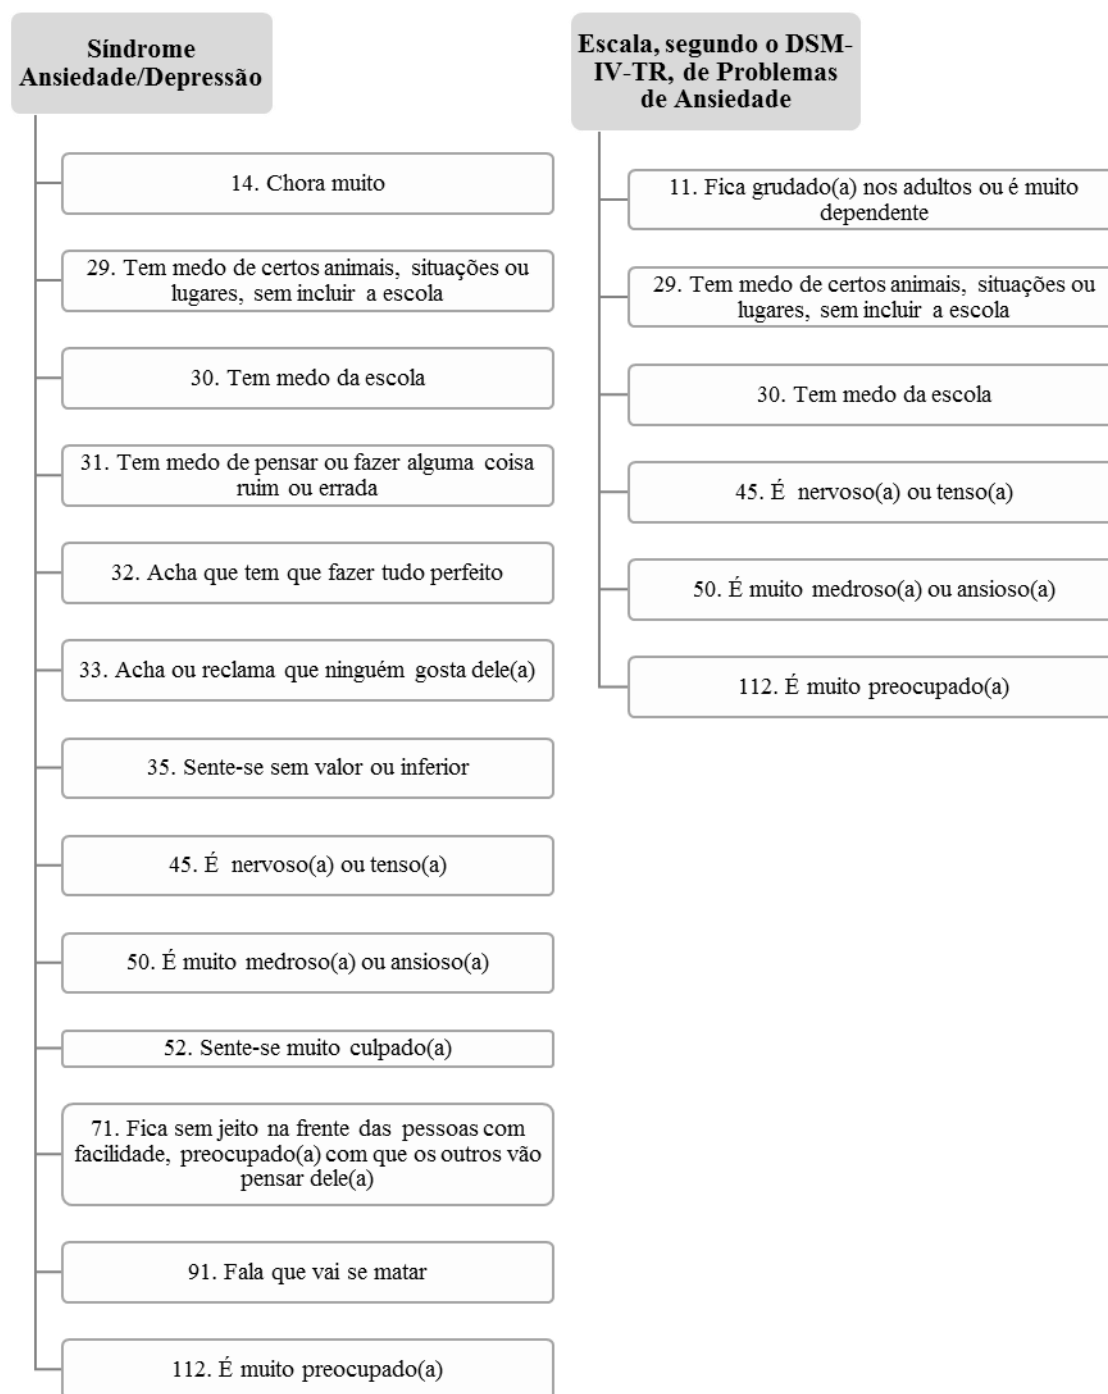 Síndrome
Ansiedade/Depressão
14. Chora muito
29. Tem medo de certos animais, situações ou
lugares, sem incluir a escola
30. Tem medo da escola
31. Tem medo de pensar ou fazer alguma coisa
ruim ou errada
32. Acha que tem que fazer tudo perfeito
33. Acha ou reclama que ninguém gosta dele(a)
35. Sente-se sem valor ou inferior
45. É nervoso(a) ou tenso(a)
50. É muito medroso(a) ou ansioso(a)
52. Sente-se muito culpado(a)
71. Fica sem jeito na frente das pessoas com
facilidade, preocupado(a) com que os outros vão
pensar dele(a)
91. Fala que vai se matar
112. É muito preocupado(a)
Escala, segundo o DSM-
IV-TR, de Problemas
de Ansiedade
11. Fica grudado(a) nos adultos ou é muito
dependente
29. Tem medo de certos animais, situações ou
lugares, sem incluir a escola
30. Tem medo da escola
45. É nervoso(a) ou tenso(a)
50. É muito medroso(a) ou ansioso(a)
112. É muito preocupado(a)